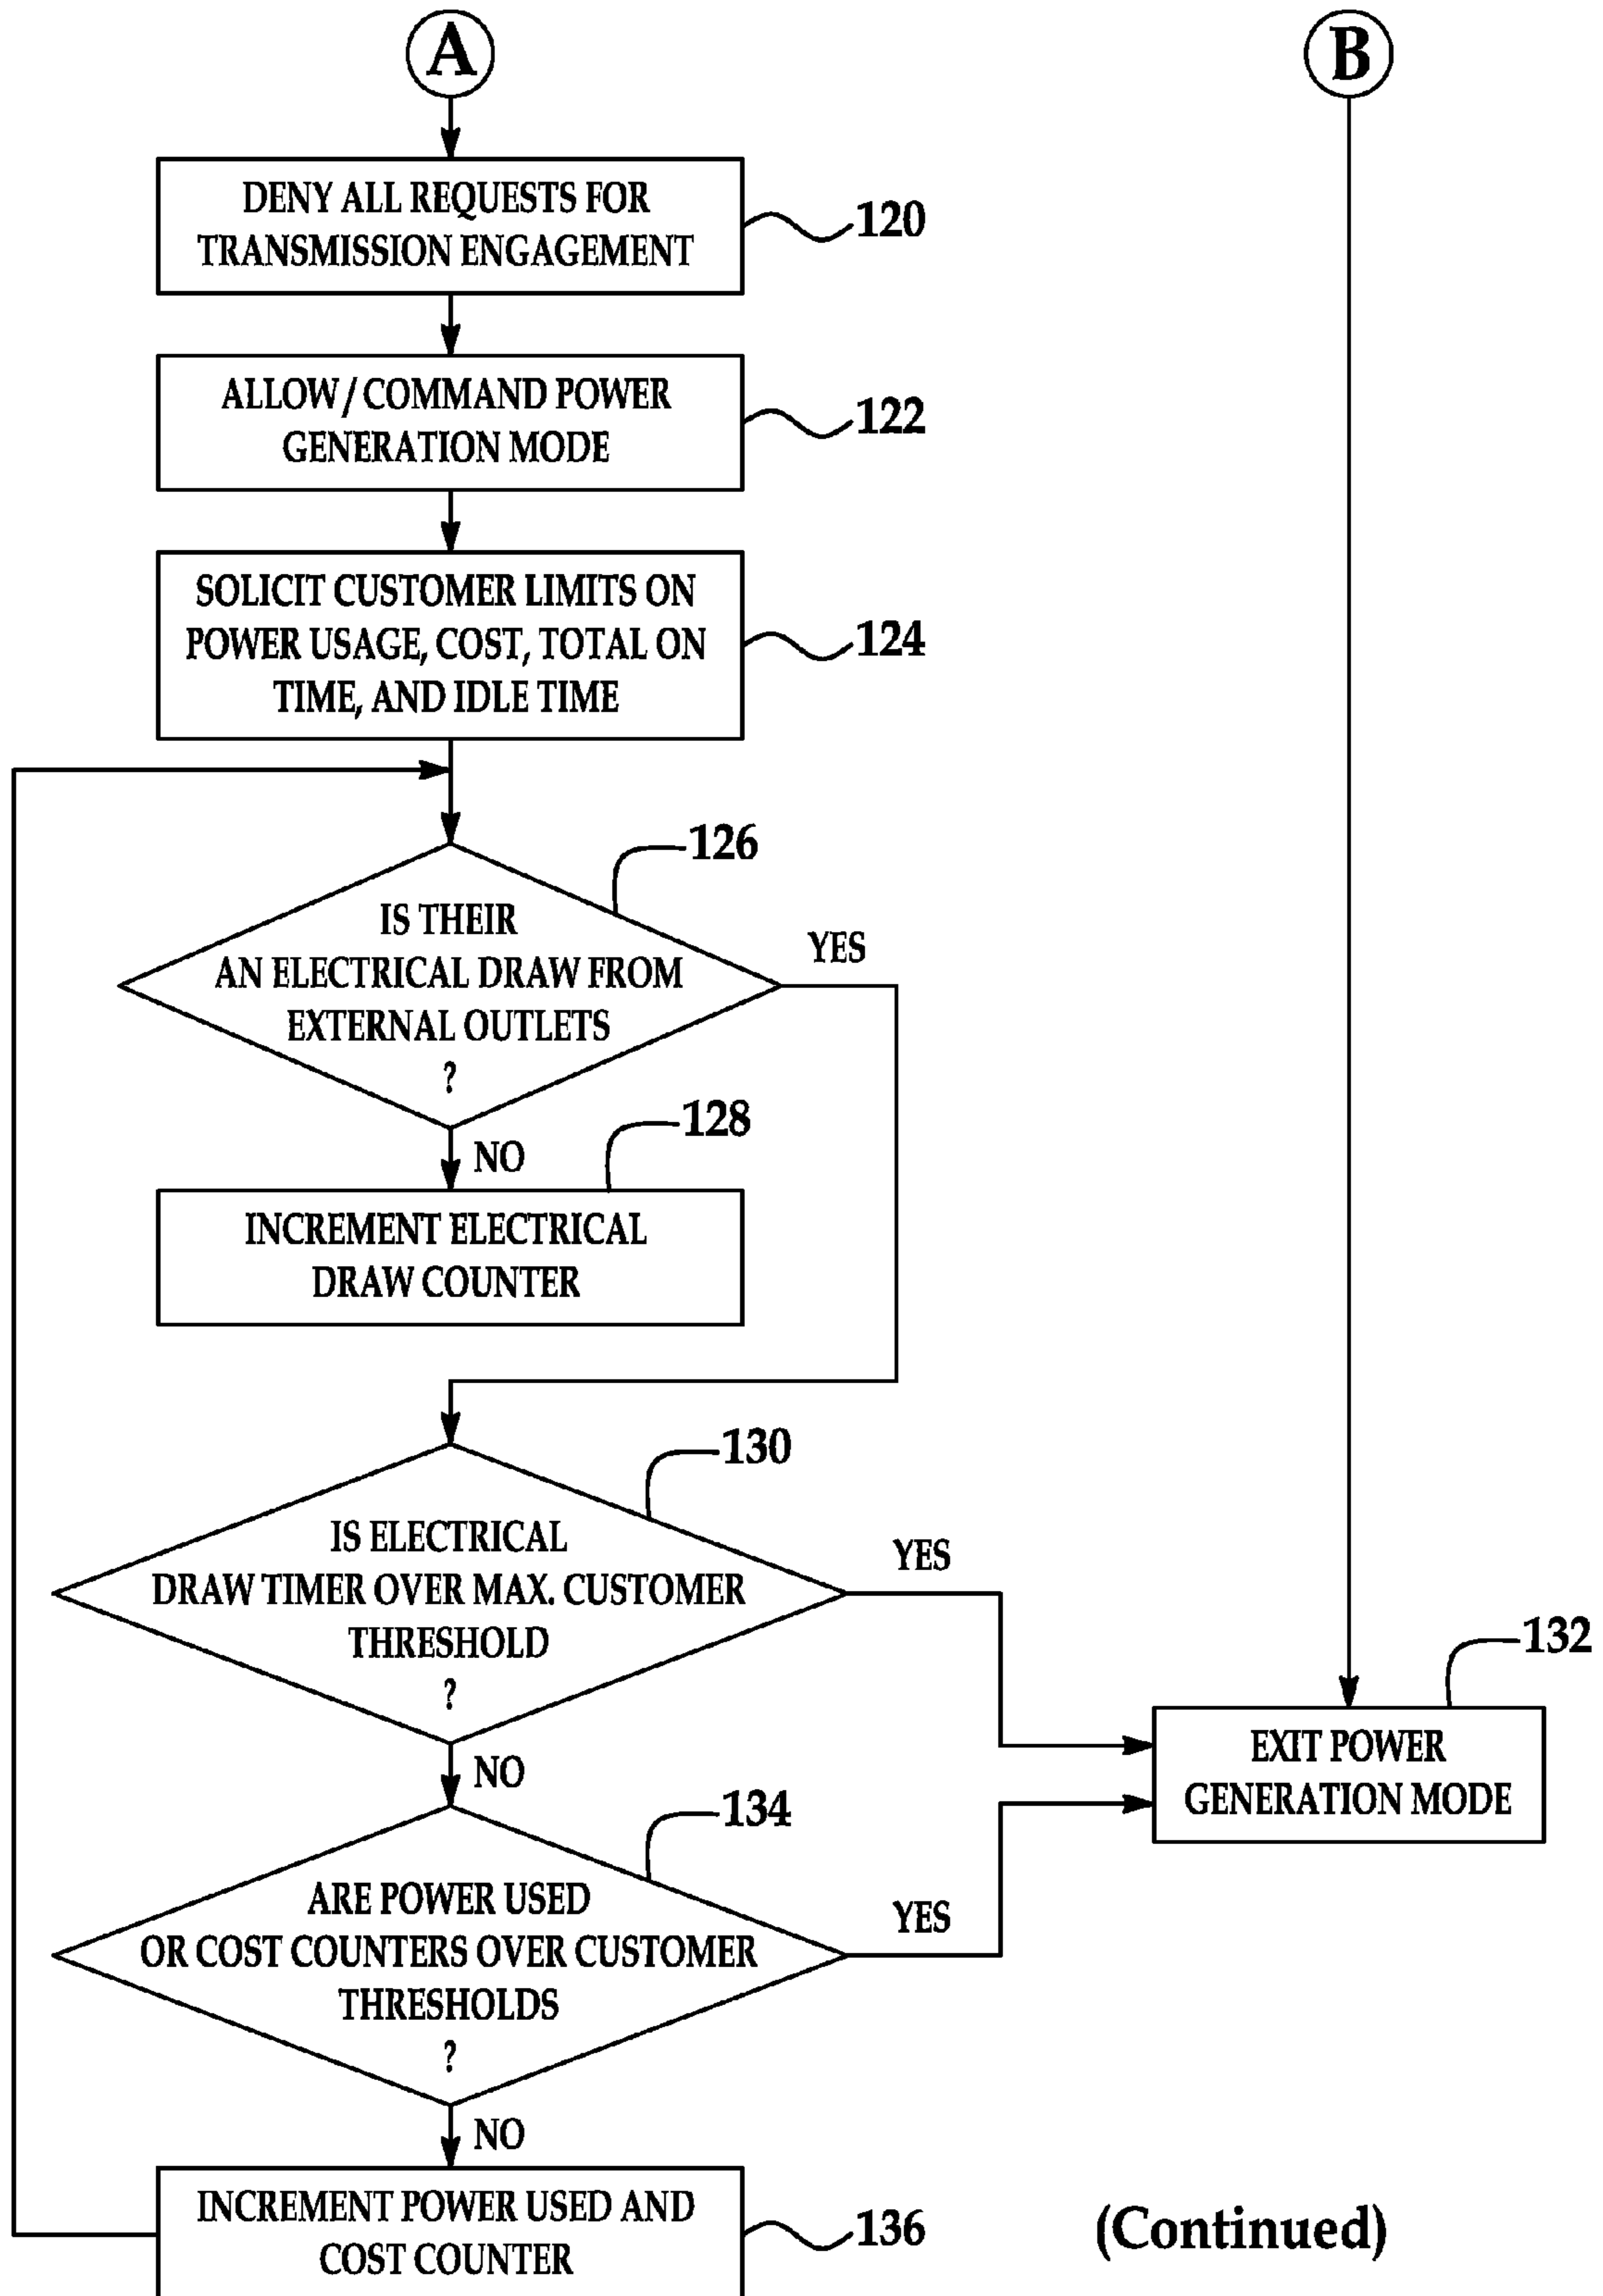 A
B
DENY ALL REQUESTS FOR
TRANSMISSION ENGAGEMENT
120
ALLOW/COMMAND POWER
GENERATION MODE
122
SOLICIT CUSTOMER LIMITS ON
POWER USAGE, COST, TOTAL ON
TIME, AND IDLE TIME
124
126
IS THEIR
AN ELECTRICAL DRAW FROM
EXTERNAL OUTLETS
?
YES
NO
128
INCREMENT ELECTRICAL
DRAW COUNTER
130
IS ELECTRICAL
DRAW TIMER OVER MAX. CUSTOMER
THRESHOLD
?
YES
NO
132
EXIT POWER
GENERATION MODE
134
ARE POWER USED
OR COST COUNTERS OVER CUSTOMER
THRESHOLDS
?
YES
NO
INCREMENT POWER USED AND
COST COUNTER
136
(Continued)